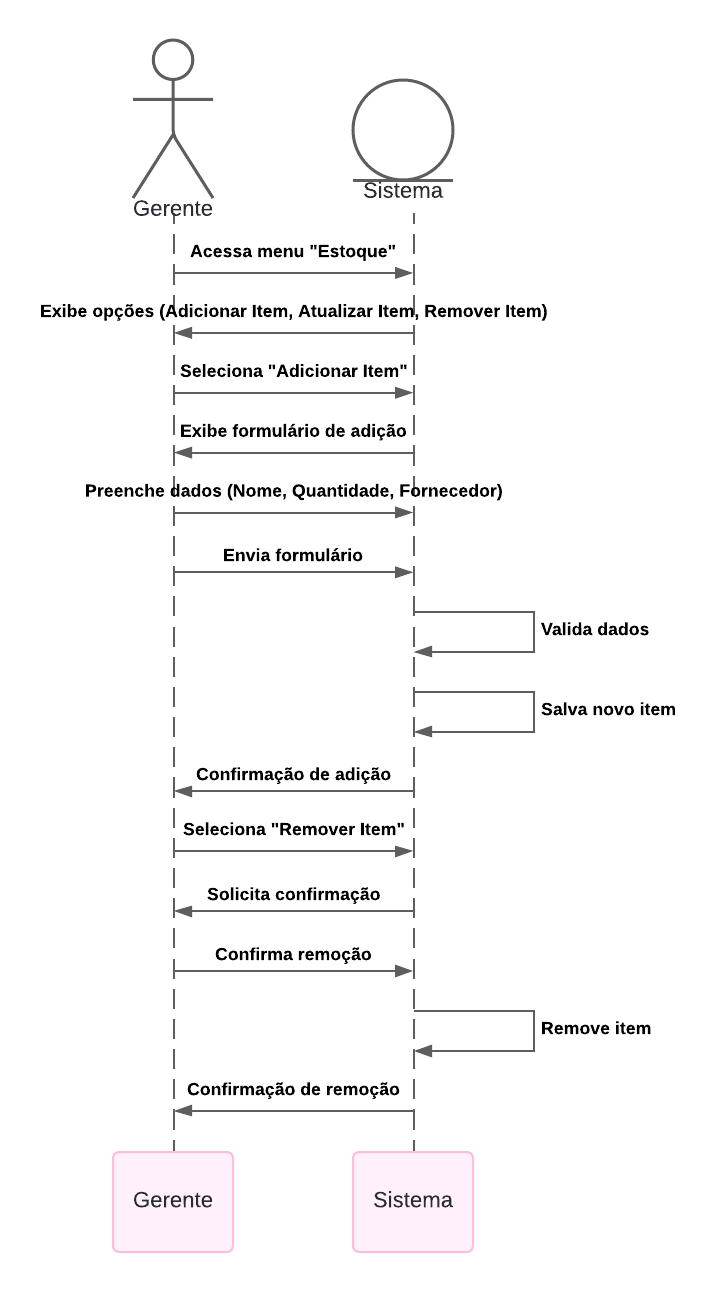 Gerente
Sistema
Acessa menu "Estoque"
Exibe opções (Adicionar Item, Atualizar Item, Remover Item)
Seleciona "Adicionar Item"
Exibe formulário de adição
Preenche dados (Nome, Quantidade, Fornecedor)
Envia formulário
Valida dados
Salva novo item
Confirmação de adição
Seleciona "Remover Item"
Solicita confirmação
Confirma remoção
Remove item
Confirmação de remoção
Gerente
Sistema